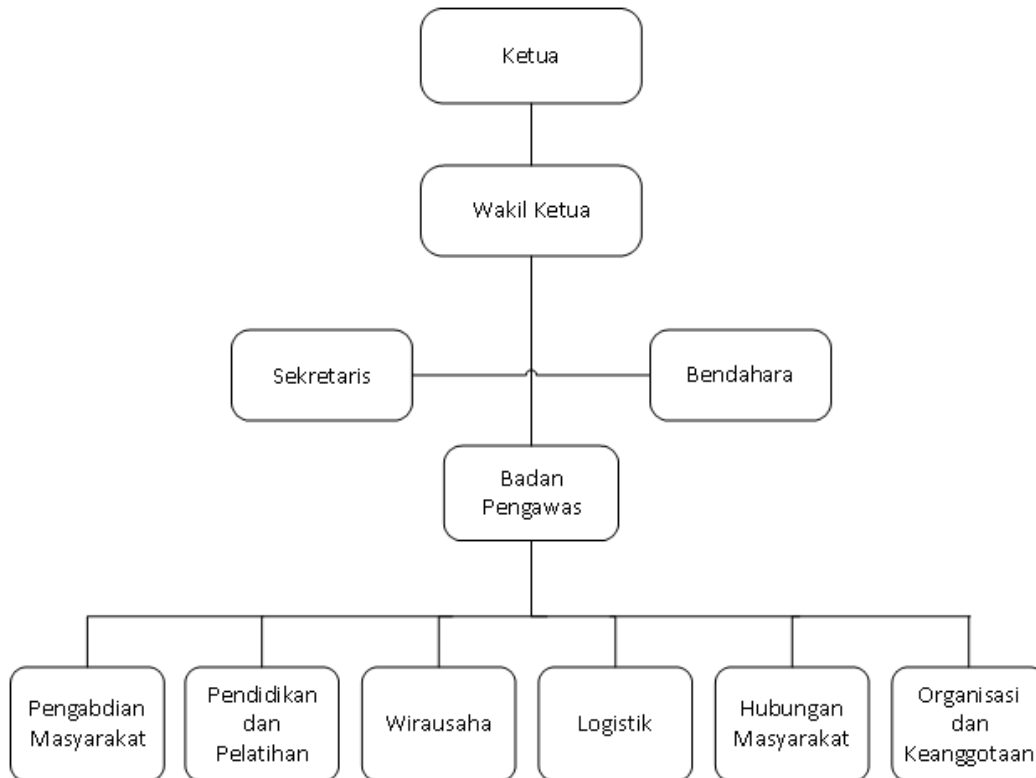 Ketua
Wakil Ketua
Sekretaris
Bendahara
Badan
Pengawas
Pengabdian
Masyarakat
Pendidikan
dan
Pelatihan
Wirausaha
Logistik
Hubungan
Masyarakat
Organisasi
dan
Keanggotaan